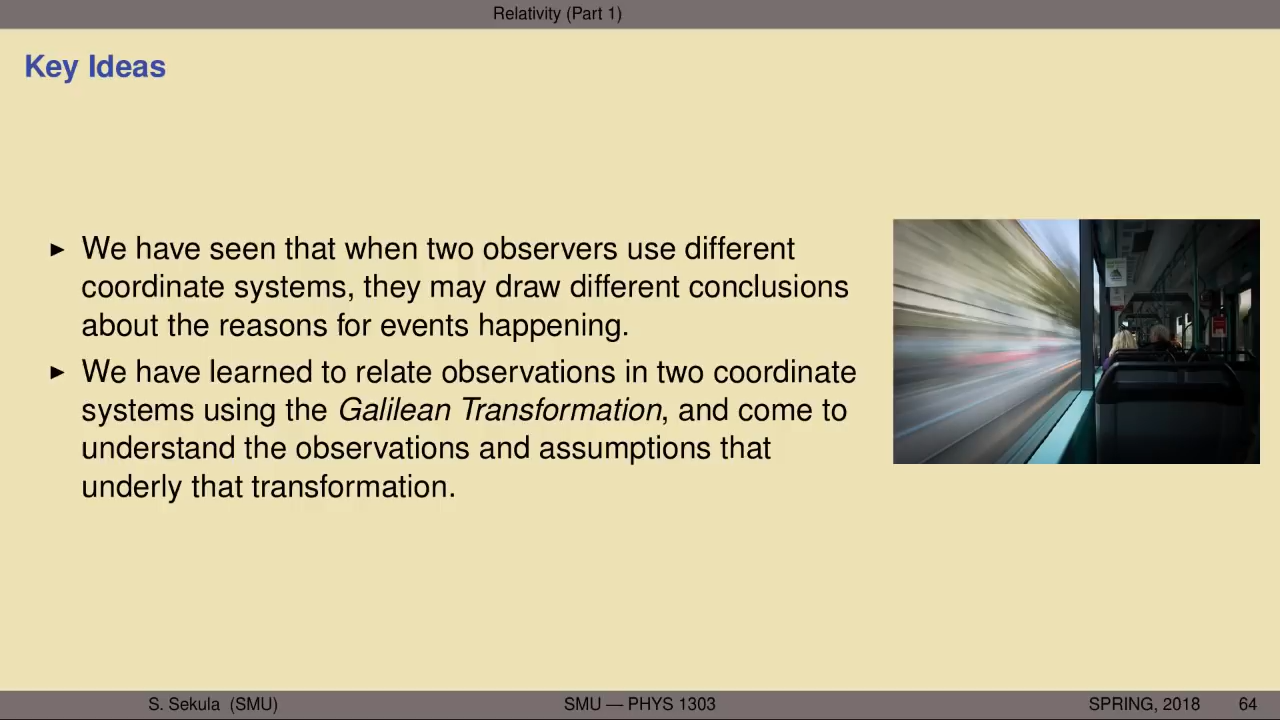 Relativity (Part 1)
Key Ideas
We have seen that when two observers use different
coordinate systems, they may draw different conclusions
about the reasons for events happening.
We have learned to relate observations in two coordinate
systems using the Galilean Transformation, and come to
understand the observations and assumptions that
underly that transformation.
S. Sekula (SMU)
SMU — PHYS 1303
SPRING, 2018
64